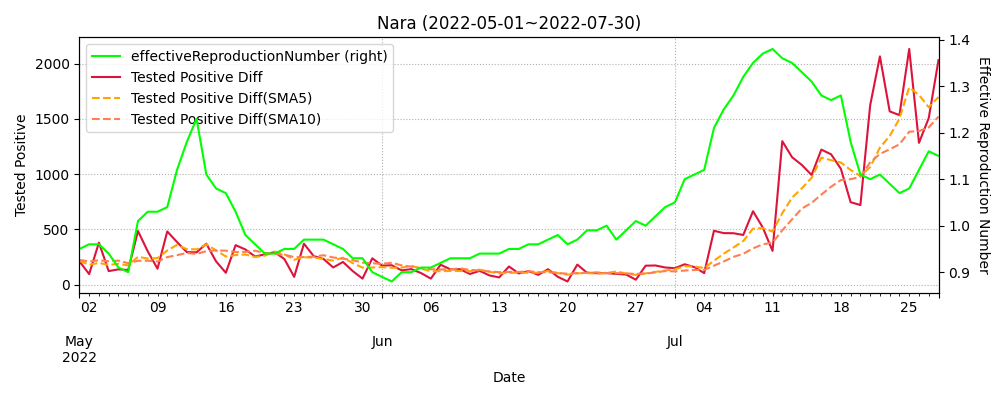 Nara (2022-05-01~2022-07-30)
effectiveReproductionNumber (right)
Tested Positive Diff
Tested Positive Diff(SMA5)
Tested Positive Diff(SMA10)
Tested Positive
2000
1500
1000
500
0
1.4
1.3
1.2
1.1
1.0
0.9
Effective Reproduction Number
02 09 16 23 30 06 13 20 27 04 11 18 25
May Jun Jul
2022
Date